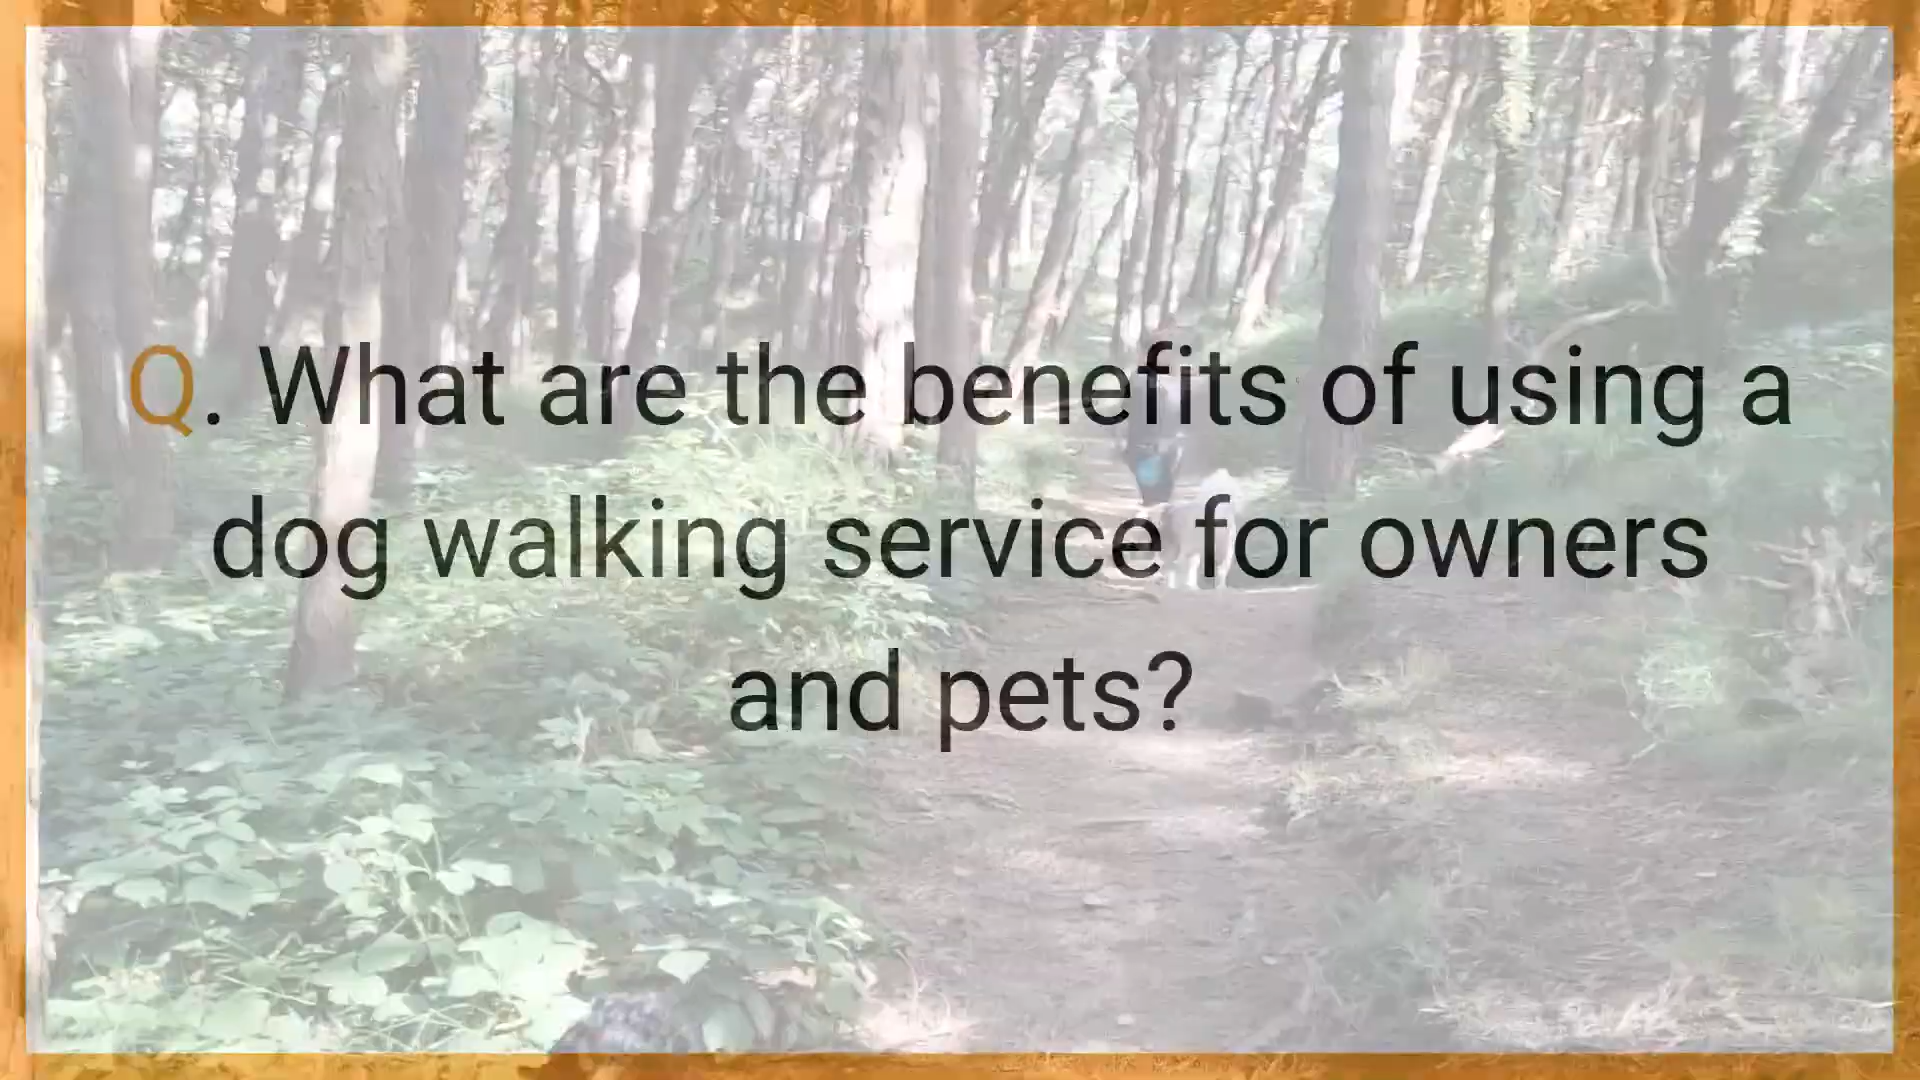 Q. What are the benefits of using a
dog walking service for owners
and pets?